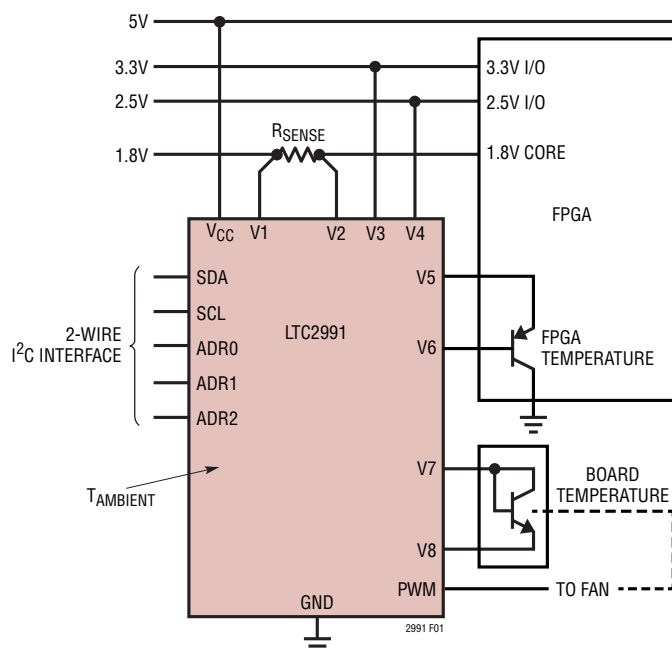 5V
3.3V
2.5V
1.8V
RSENSE
3.3V I/O
2.5V I/O
1.8V CORE
FPGA
VCC
V1
V2
V3
V4
SDA
SCL
ADR0
ADR1
ADR2
2-WIRE
I2C INTERFACE
LTC2991
V5
V6
FPGA
TEMPERATURE
TAMBIENT
V7
V8
BOARD
TEMPERATURE
PWM
TO FAN
GND
2991 F01